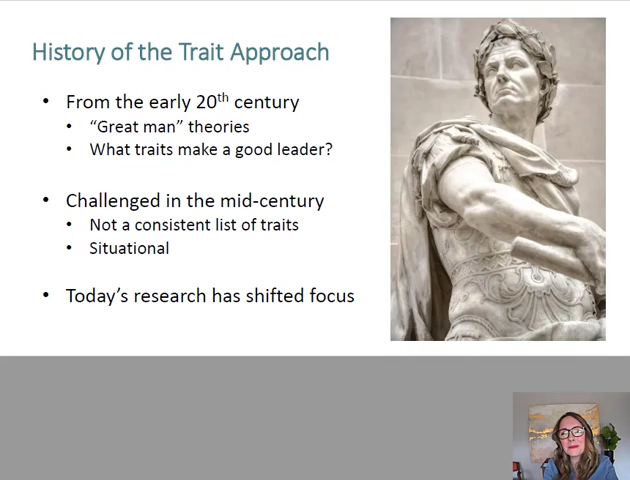 History of the Trait Approach
• From the early 20th century
• “Great man” theories
• What traits make a good leader?
• Challenged in the mid-century
• Not a consistent list of traits
• Situational
• Today’s research has shifted focus